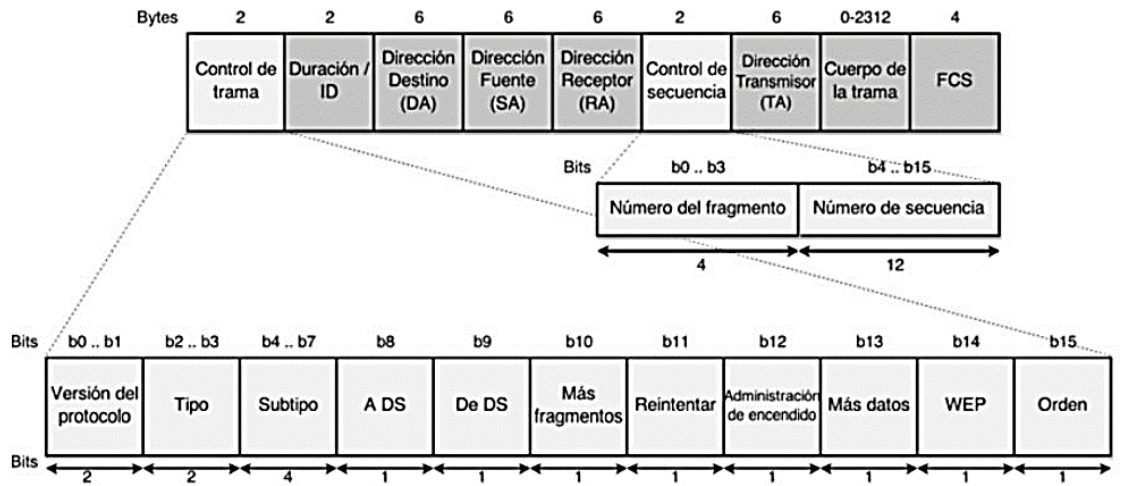 Bytes 2 2 6 6 6 2 6 0-2312 4
Control de trama
Duración / ID
Dirección Destino (DA)
Dirección Fuente (SA)
Dirección Receptor (RA)
Control de secuencia
Dirección Transmisor (TA)
Cuerpo de la trama
FCS
Bits b0 .. b3 b4 .. b15
Número del fragmento Número de secuencia
4 12
Bits b0 .. b1 b2 .. b3 b4 .. b7 b8 b9 b10 b11 b12 b13 b14 b15
Versión del protocolo
Tipo
Subtipo
A DS
De DS
Más fragmentos
Reintentar
Administración de encendido
Más datos
WEP
Orden
Bits 2 2 4 1 1 1 1 1 1 1 1